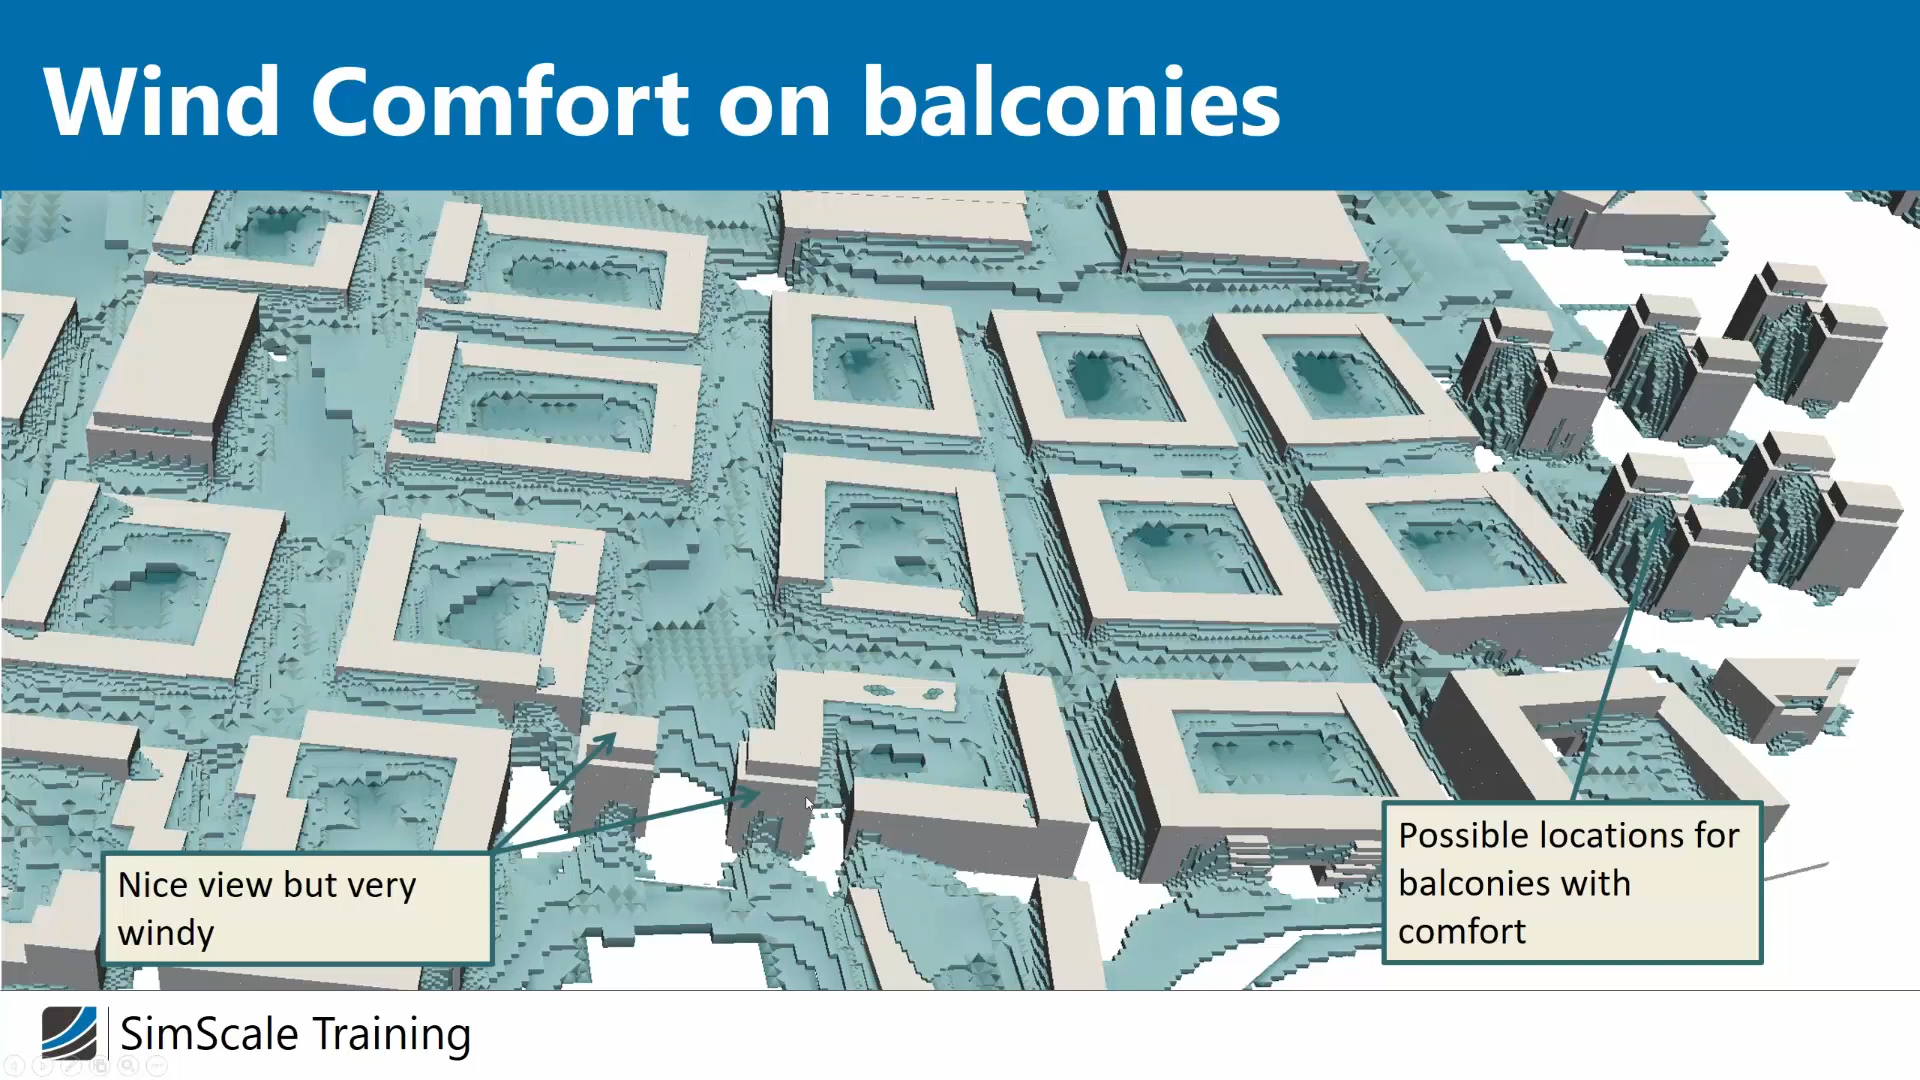 Wind Comfort on balconies
Nice view but very
windy
Possible locations for
balconies with
comfort
SimScale Training